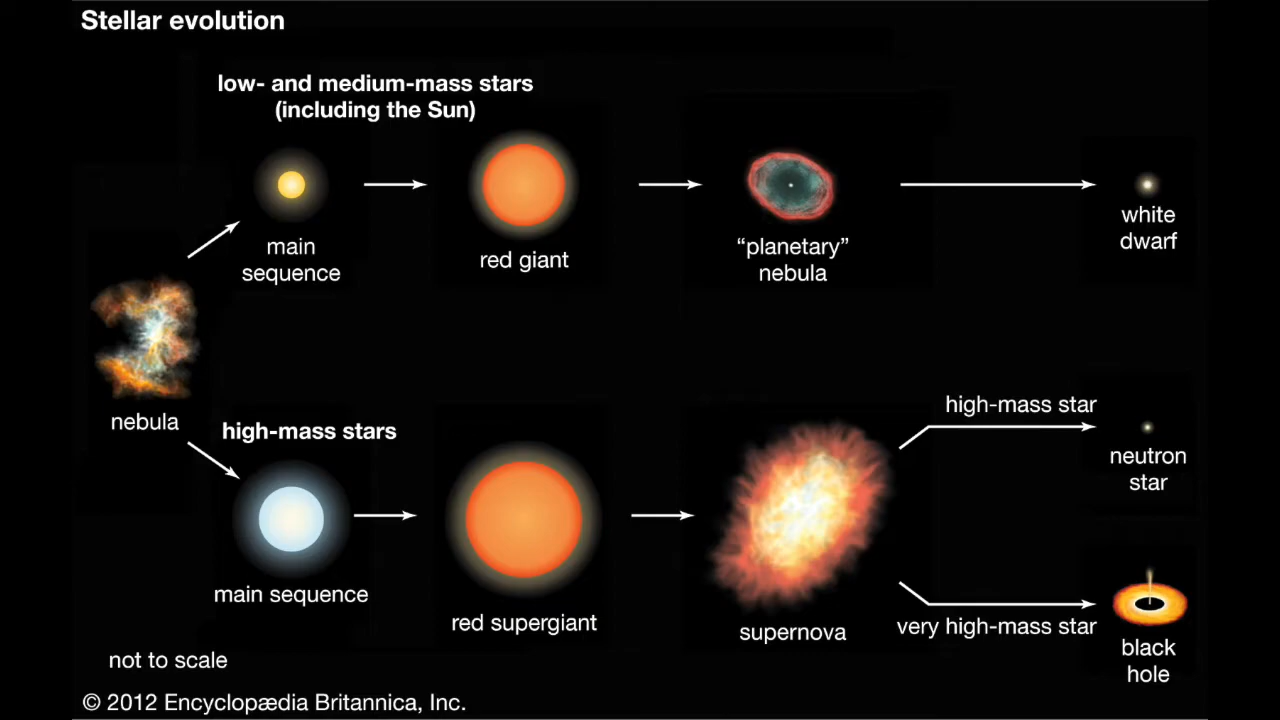 Stellar evolution
low- and medium-mass stars
(including the Sun)
main
sequence
red giant
“planetary”
nebula
white
dwarf
nebula
high-mass stars
main sequence
red supergiant
supernova
high-mass star
neutron
star
very high-mass star
black
hole
not to scale
© 2012 Encyclopædia Britannica, Inc.